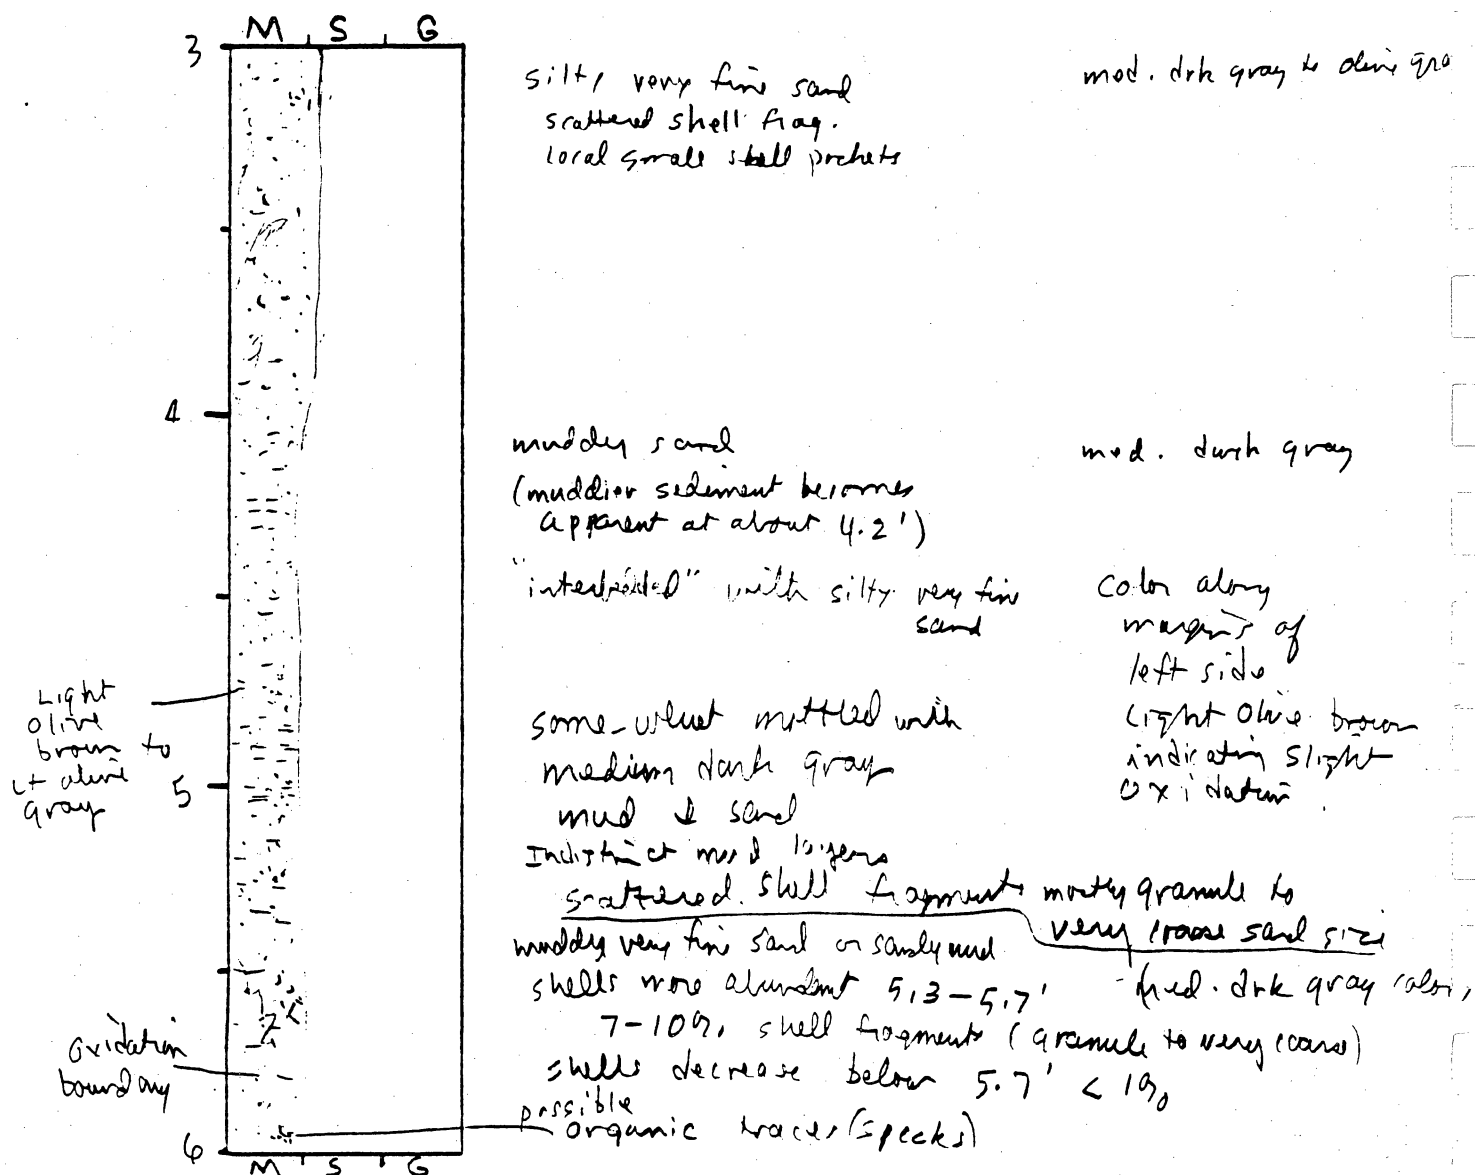 M S G
3
silty very fine sand
scattered shell frag.
local small shell pockets
med. drk gray to olive gra
4
muddy sand
(muddier sediment becomes
apparent at about 4.2')
med. dark gray
"interbedded" with silty very fine
sand
color along
margins of
left side
Light Olive brown
indicating slight
oxidation.
Light
olive
brown to
lt olive
gray
some-what mottled with
medium dark gray
mud & sand
5
Indistinct mud layers
scattered shell fragments mostly granule to
very coarse sand size
muddy very fine sand or sandy mud
shells more abundant 5.3-5.7'
med. drk gray color,
7-10% shell fragments (granule to very coarse)
shells decrease below 5.7' < 1%
oxidation
boundary
possible
organic traces (specks)
6
M S G